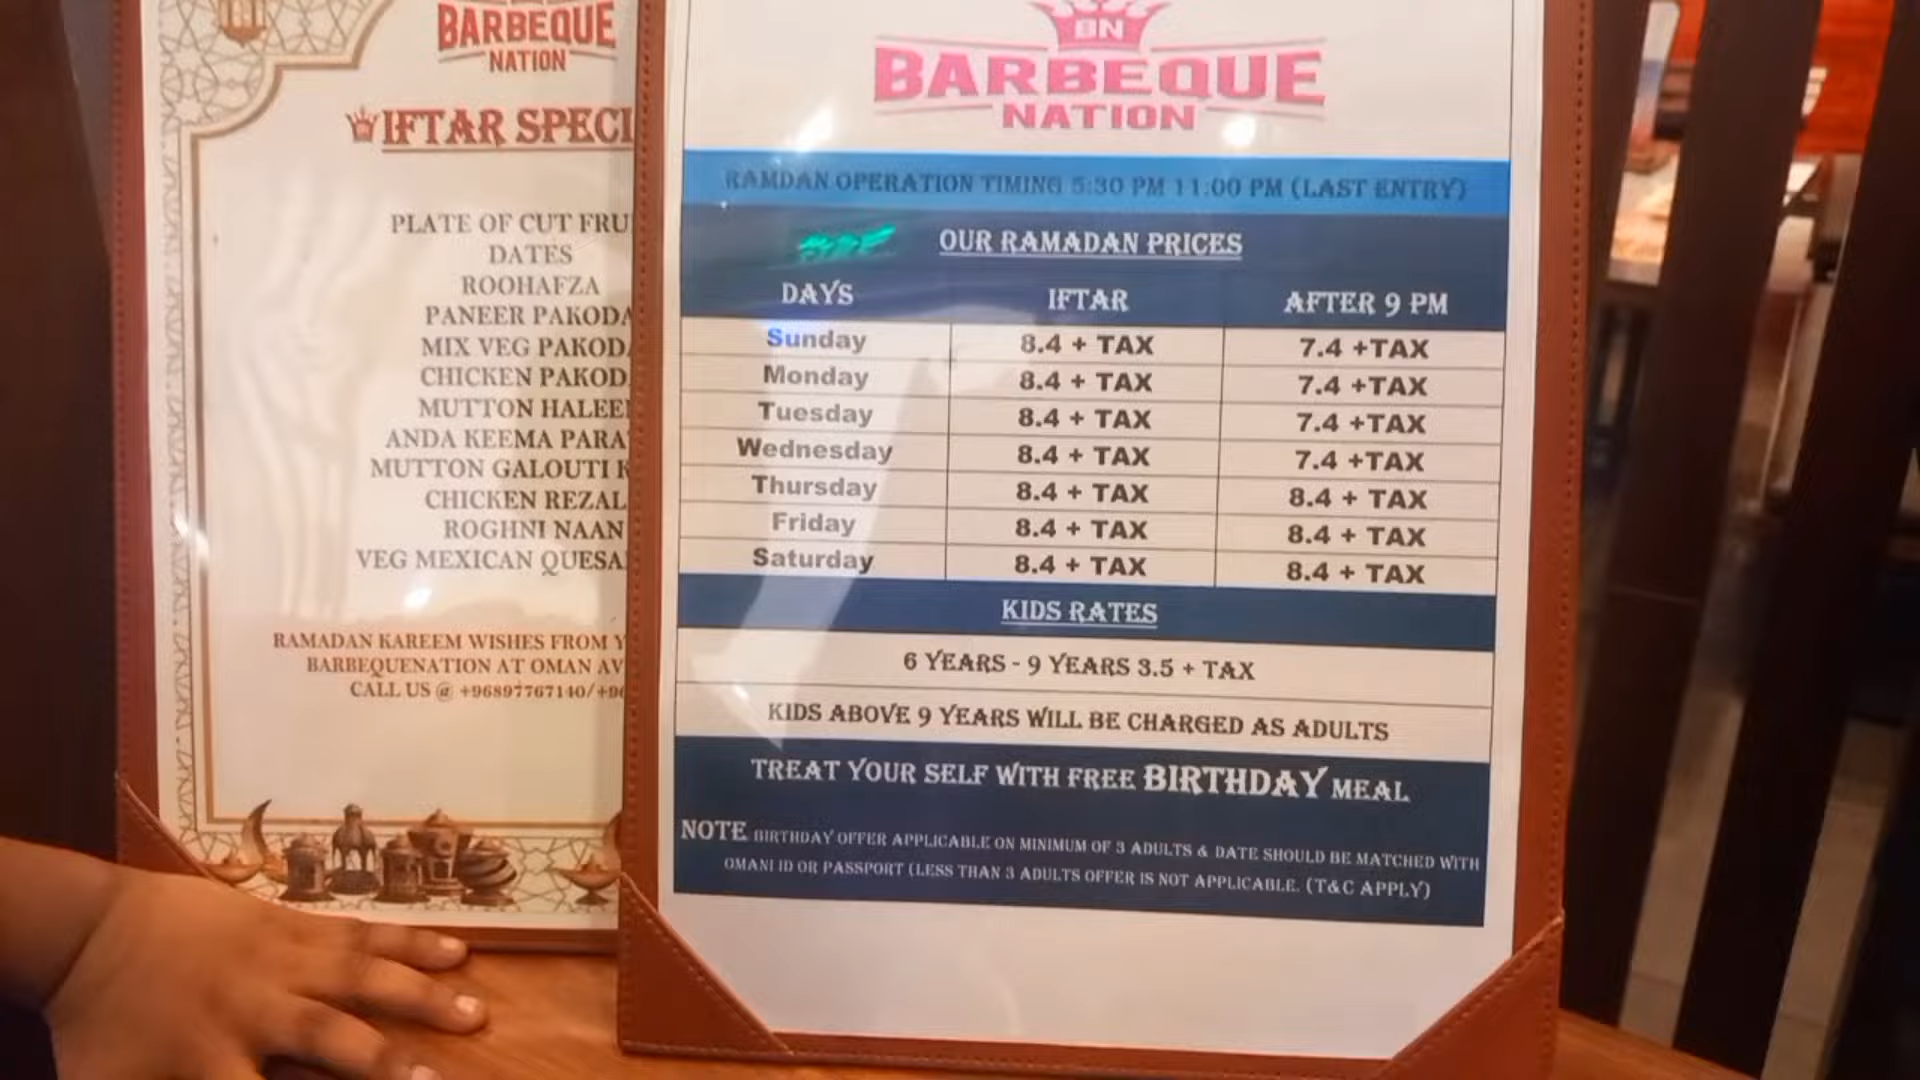 BARBEQUE
NATION
IFTAR SPECI
PLATE OF CUT FRU
DATES
ROOHAFZA
PANEER PAKODA
MIX VEG PAKODA
CHICKEN PAKOD
MUTTON HALEE
ANDA KEEMA PARA
MUTTON GALOUTI K
CHICKEN REZAL
ROGHNI NAAN
VEG MEXICAN QUESA
RAMADAN KAREEM WISHES FROM Y
BARBEQUENATION AT OMAN AV
CALL US @ +96897767140/+96
BN
BARBEQUE
NATION
RAMDAN OPERATION TIMING 5:30 PM 11:00 PM (LAST ENTRY)
OUR RAMADAN PRICES
DAYS IFTAR AFTER 9 PM
Sunday 8.4 + TAX 7.4 +TAX
Monday 8.4 + TAX 7.4 +TAX
Tuesday 8.4 + TAX 7.4 +TAX
Wednesday 8.4 + TAX 7.4 +TAX
Thursday 8.4 + TAX 8.4 + TAX
Friday 8.4 + TAX 8.4 + TAX
Saturday 8.4 + TAX 8.4 + TAX
KIDS RATES
6 YEARS - 9 YEARS 3.5 + TAX
KIDS ABOVE 9 YEARS WILL BE CHARGED AS ADULTS
TREAT YOUR SELF WITH FREE BIRTHDAY MEAL
NOTE BIRTHDAY OFFER APPLICABLE ON MINIMUM OF 3 ADULTS & DATE SHOULD BE MATCHED WITH
OMANI ID OR PASSPORT (LESS THAN 3 ADULTS OFFER IS NOT APPLICABLE. (T&C APPLY)